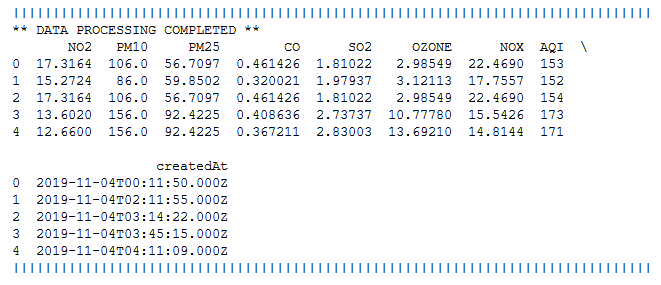 ** DATA PROCESSING COMPLETED **
NO2 PM10 PM25 CO SO2 OZONE NOX AQI \
0 17.3164 106.0 56.7097 0.461426 1.81022 2.98549 22.4690 153
1 15.2724 86.0 59.8502 0.320021 1.97937 3.12113 17.7557 152
2 17.3164 106.0 56.7097 0.461426 1.81022 2.98549 22.4690 154
3 13.6020 156.0 92.4225 0.408636 2.73737 10.77780 15.5426 173
4 12.6600 156.0 92.4225 0.367211 2.83003 13.69210 14.8144 171
createdAt
0 2019-11-04T00:11:50.000Z
1 2019-11-04T02:11:55.000Z
2 2019-11-04T03:14:22.000Z
3 2019-11-04T03:45:15.000Z
4 2019-11-04T04:11:09.000Z